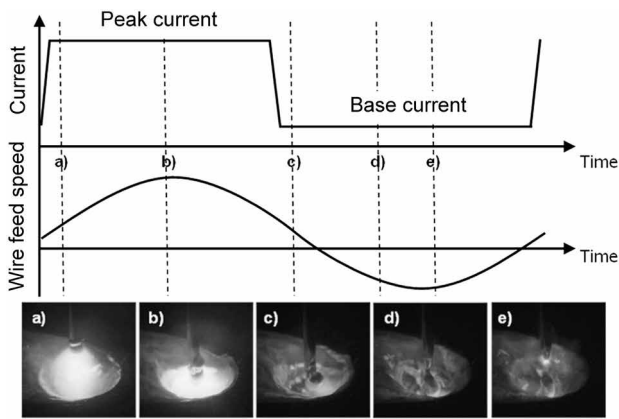 Peak current
Current
Base current
a) b) c) d) e)
Time
Wire feed speed
Time
a) b) c) d) e)